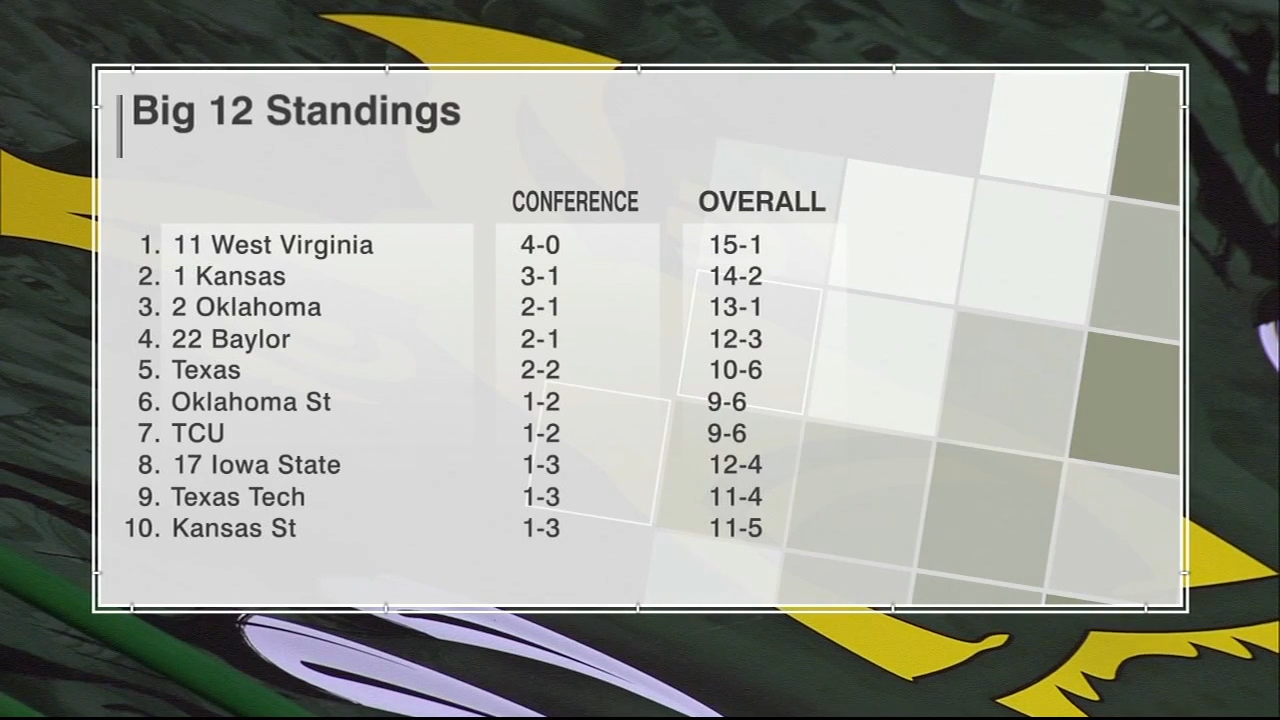 Big 12 Standings
CONFERENCE OVERALL
1. 11 West Virginia 4-0 15-1
2. 1 Kansas 3-1 14-2
3. 2 Oklahoma 2-1 13-1
4. 22 Baylor 2-1 12-3
5. Texas 2-2 10-6
6. Oklahoma St 1-2 9-6
7. TCU 1-2 9-6
8. 17 Iowa State 1-3 12-4
9. Texas Tech 1-3 11-4
10. Kansas St 1-3 11-5